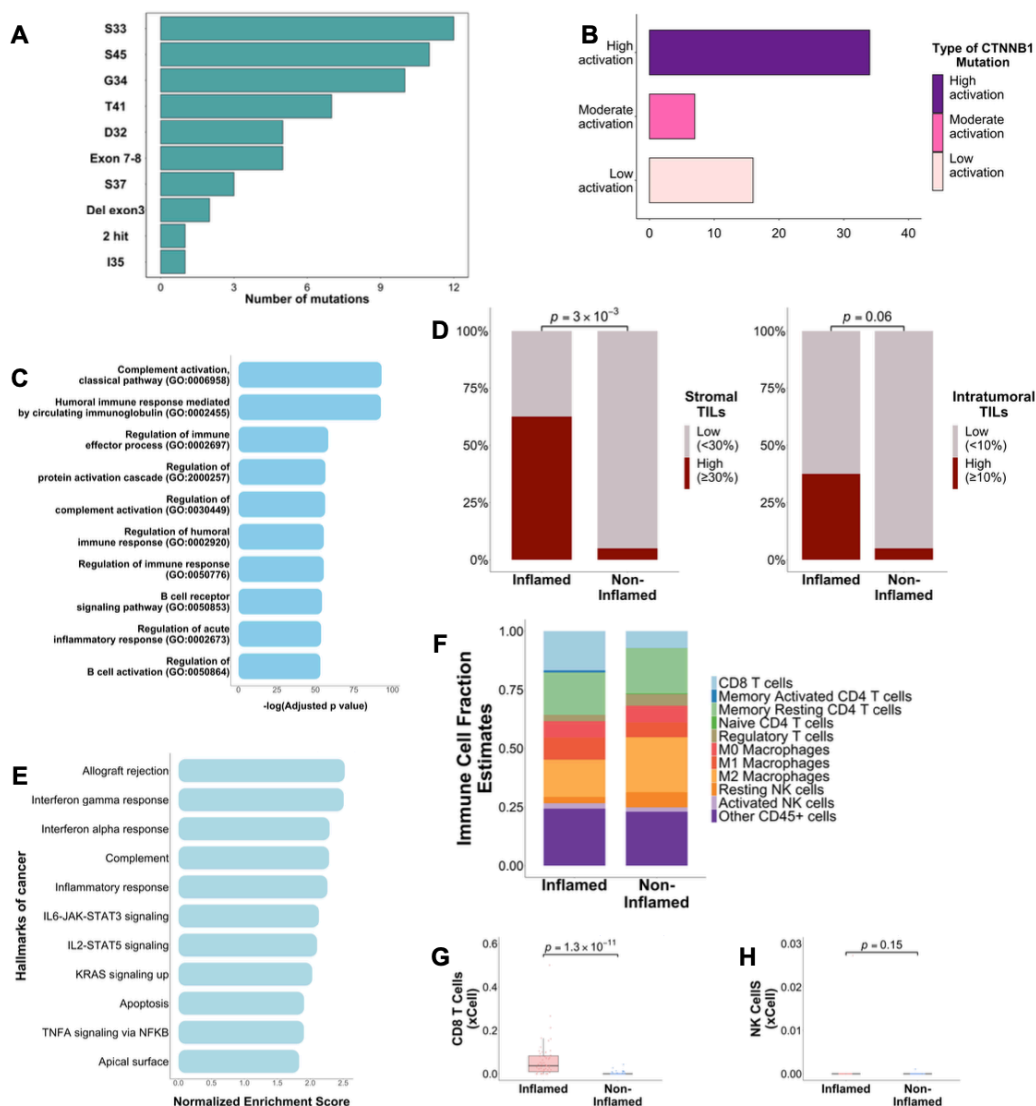 A
S33
S45
G34
T41
D32
Exon 7-8
S37
Del exon3
2 hit
I35
0
3
6
9
12
Number of mutations
B
High
activation
Moderate
activation
Low
activation
0
10
20
30
40
Type of CTNNB1
Mutation
High
activation
Moderate
activation
Low
activation
C
Complement activation,
classical pathway (GO:0006958)
Humoral immune response mediated
by circulating immunoglobulin (GO:0002455)
Regulation of immune
effector process (GO:0002697)
Regulation of
protein activation cascade (GO:2000257)
Regulation of
complement activation (GO:0030449)
Regulation of humoral
immune response (GO:0002920)
Regulation of immune response
(GO:0050776)
B cell receptor
signaling pathway (GO:0050853)
Regulation of acute
inflammatory response (GO:0002673)
Regulation of
B cell activation (GO:0050864)
0
25
50
75
100
-log(Adjusted p value)
D
p = 3 × 10⁻³
100%
75%
50%
25%
0%
Inflamed
Non-
Inflamed
Stromal
TILs
Low
(<30%)
High
(≥30%)
p = 0.06
100%
75%
50%
25%
0%
Inflamed
Non-
Inflamed
Intratumoral
TILs
Low
(<10%)
High
(≥10%)
E
Hallmarks of cancer
Allograft rejection
Interferon gamma response
Interferon alpha response
Complement
Inflammatory response
IL6-JAK-STAT3 signaling
IL2-STAT5 signaling
KRAS signaling up
Apoptosis
TNFA signaling via NFKB
Apical surface
0.0
0.5
1.0
1.5
2.0
2.5
Normalized Enrichment Score
F
Immune Cell Fraction
Estimates
1.00
0.75
0.50
0.25
0.00
Inflamed
Non-
Inflamed
CD8 T cells
Memory Activated CD4 T cells
Memory Resting CD4 T cells
Naive CD4 T cells
Regulatory T cells
M0 Macrophages
M1 Macrophages
M2 Macrophages
Resting NK cells
Activated NK cells
Other CD45+ cells
G
CD8 T Cells
(xCell)
p = 1.3 × 10⁻¹¹
0.6
0.4
0.2
0.0
Inflamed
Non-
Inflamed
H
NK CellS
(xCell)
p = 0.15
0.03
0.02
0.01
0.00
Inflamed
Non-
Inflamed